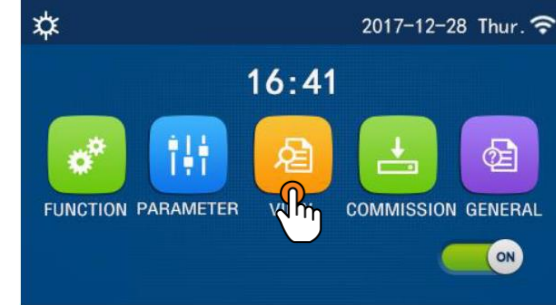 2017-12-28 Thur.
16:41
FUNCTION PARAMETER COMMISSION GENERAL
ON